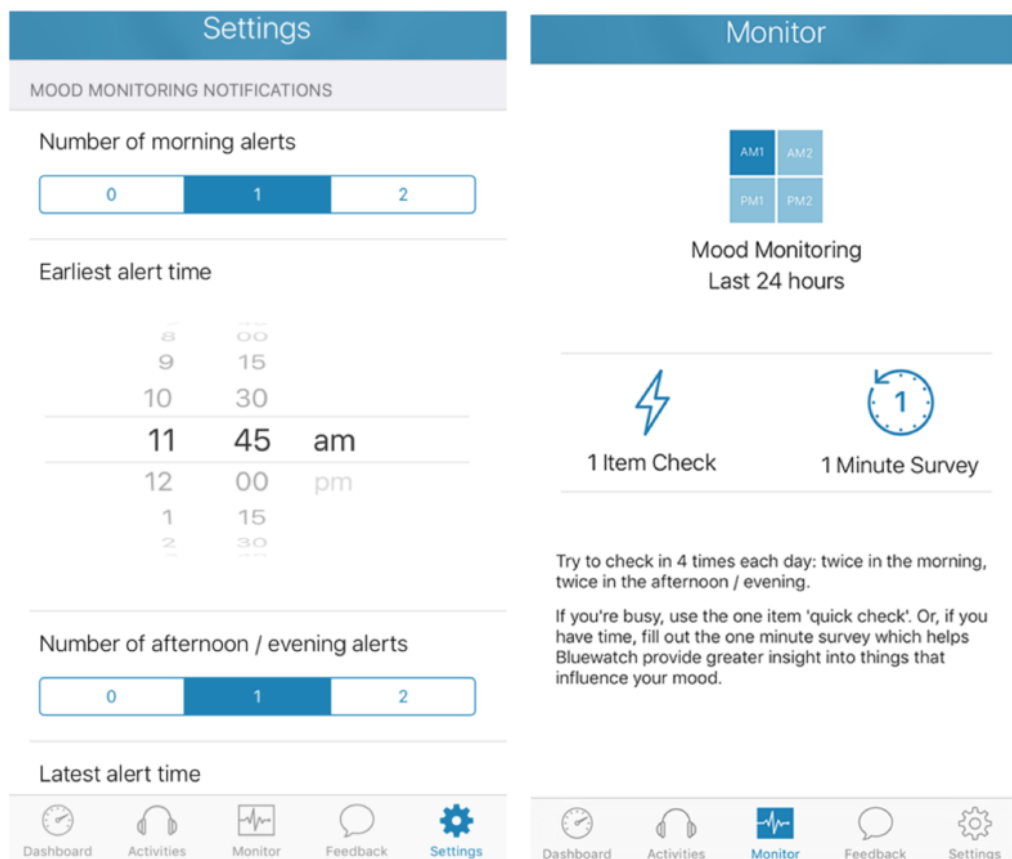 Settings
MOOD MONITORING NOTIFICATIONS
Number of morning alerts
0 1 2
Earliest alert time
8 00
9 15
10 30
11 45 am
12 00 pm
1 15
2 30
Number of afternoon / evening alerts
0 1 2
Latest alert time
Dashboard Activities Monitor Feedback Settings
Monitor
AM1 AM2
PM1 PM2
Mood Monitoring
Last 24 hours
1
1 Item Check 1 Minute Survey
Try to check in 4 times each day: twice in the morning,
twice in the afternoon / evening.
If you're busy, use the one item 'quick check'. Or, if you
have time, fill out the one minute survey which helps
Bluewatch provide greater insight into things that
influence your mood.
Dashboard Activities Monitor Feedback Settings